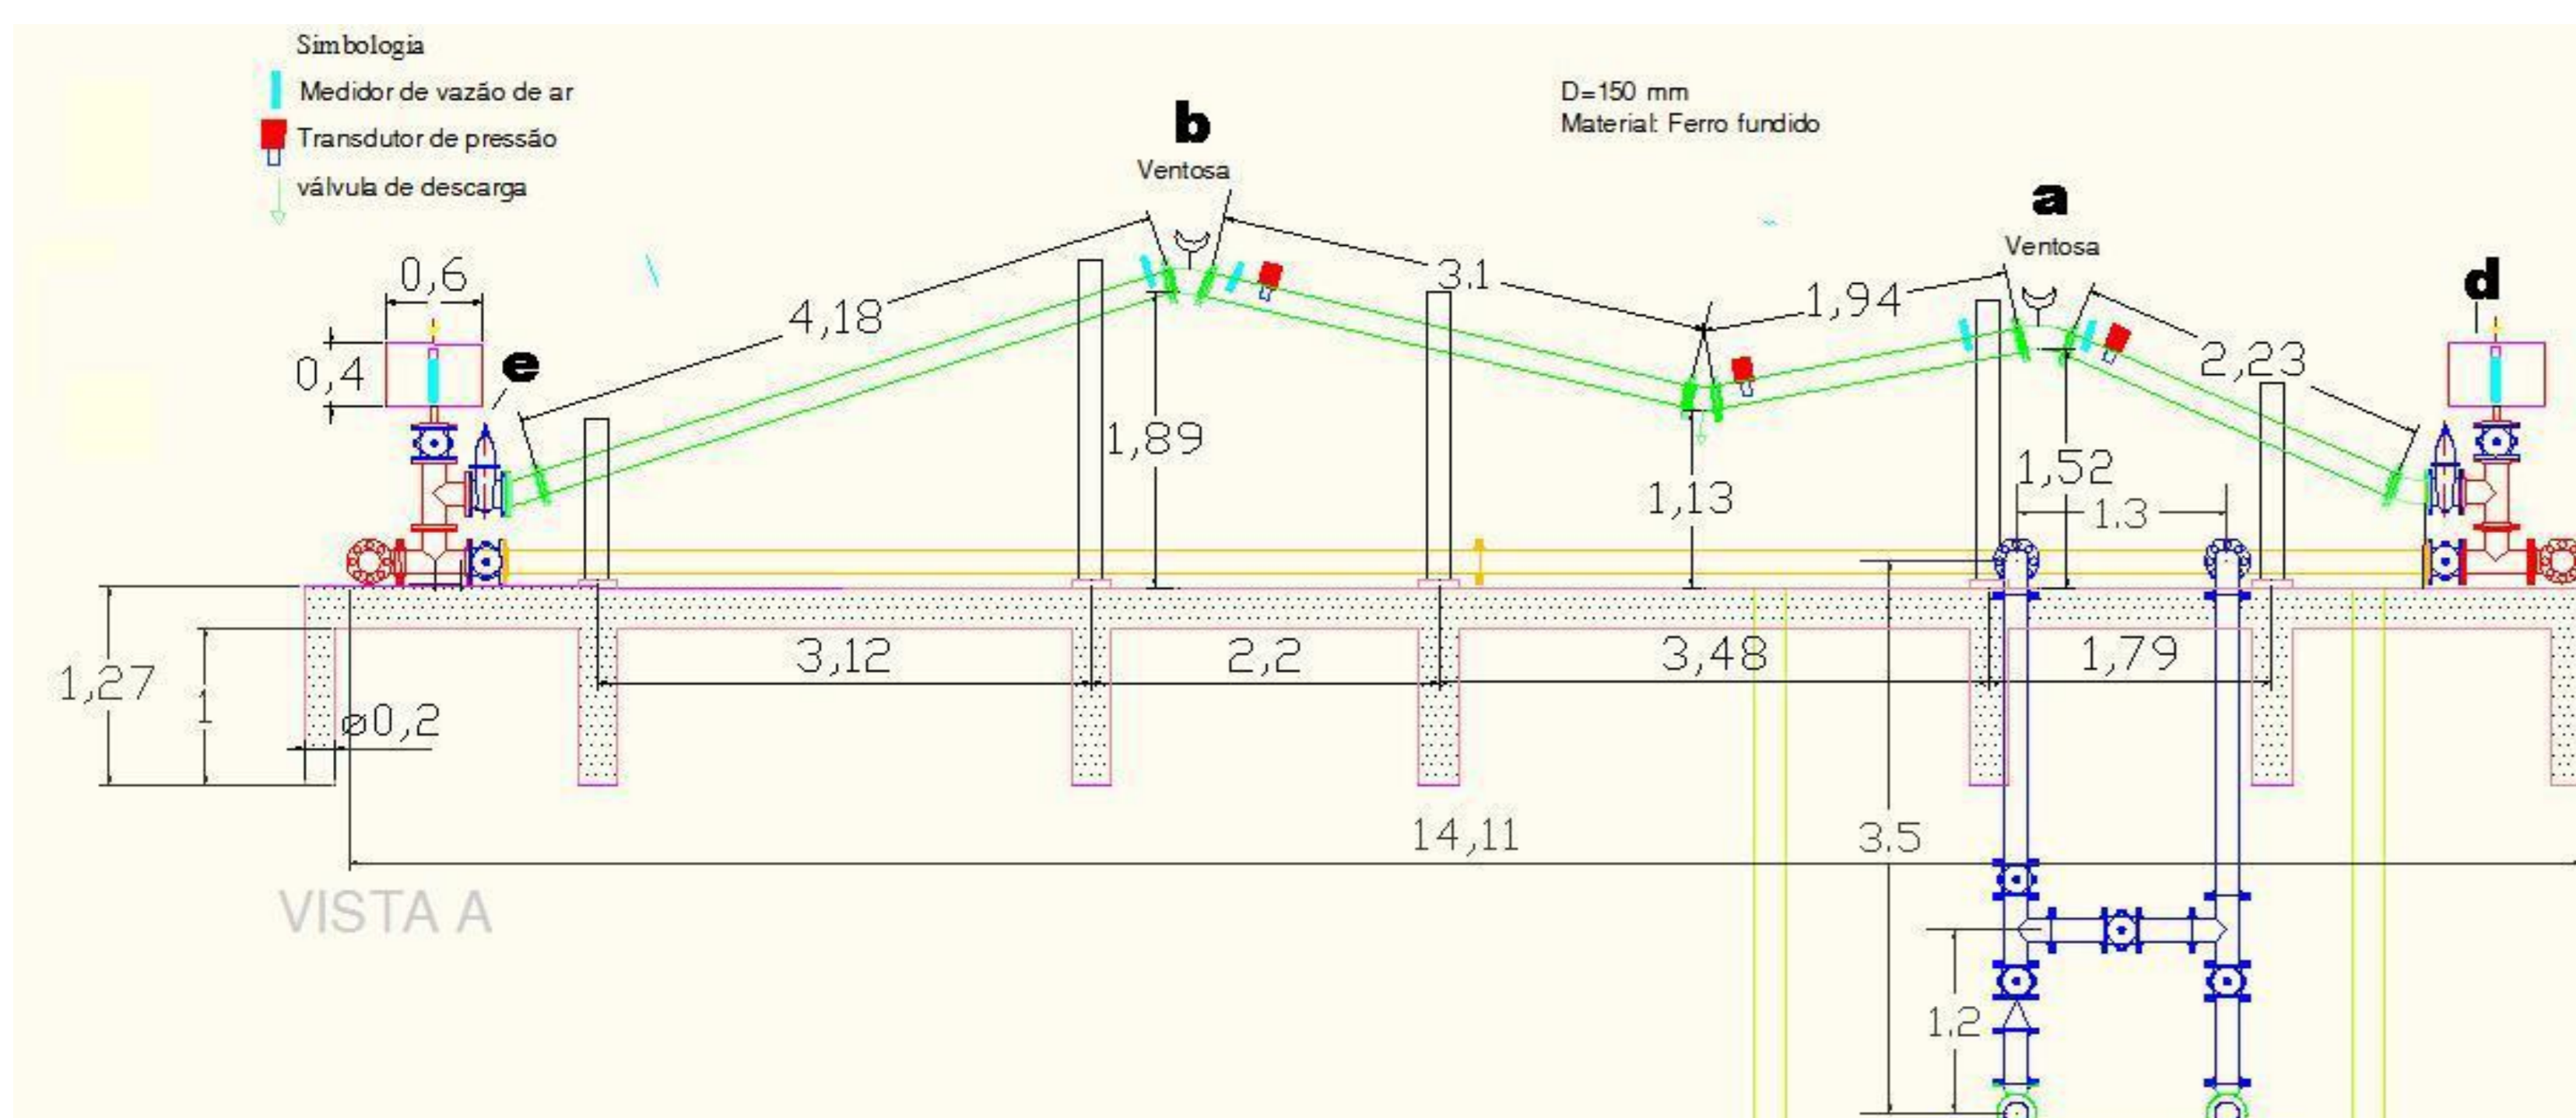 Simbologia
Medidor de vazão de ar
Transdutor de pressão
válvula de descarga
D=150 mm
Material: Ferro fundido
b
Ventosa
a
Ventosa
d
e
0,6
0,4
4,18
3.1
1,94
2,23
1,89
1,13
1,52
1.3
3,12
2,2
3,48
1,79
1,27
1
ø0,2
14,11
3.5
1.2
VISTA A